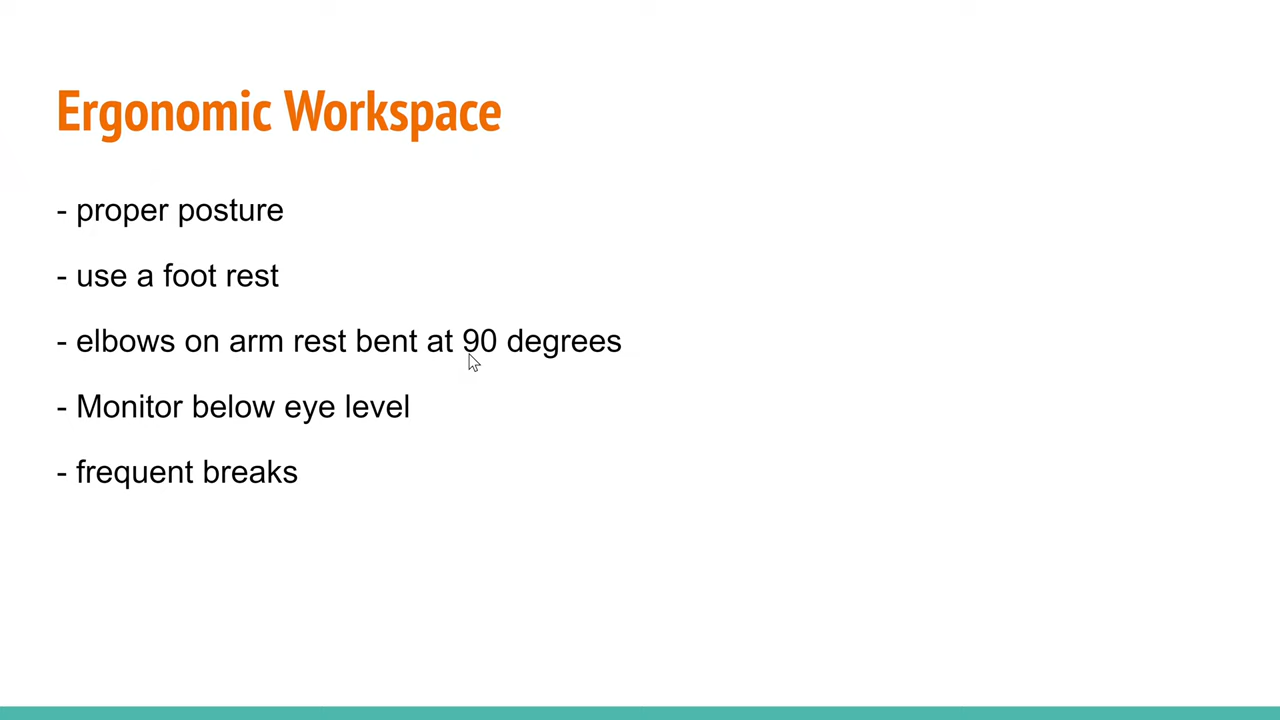 Ergonomic Workspace
- proper posture
- use a foot rest
- elbows on arm rest bent at 90 degrees
- Monitor below eye level
- frequent breaks